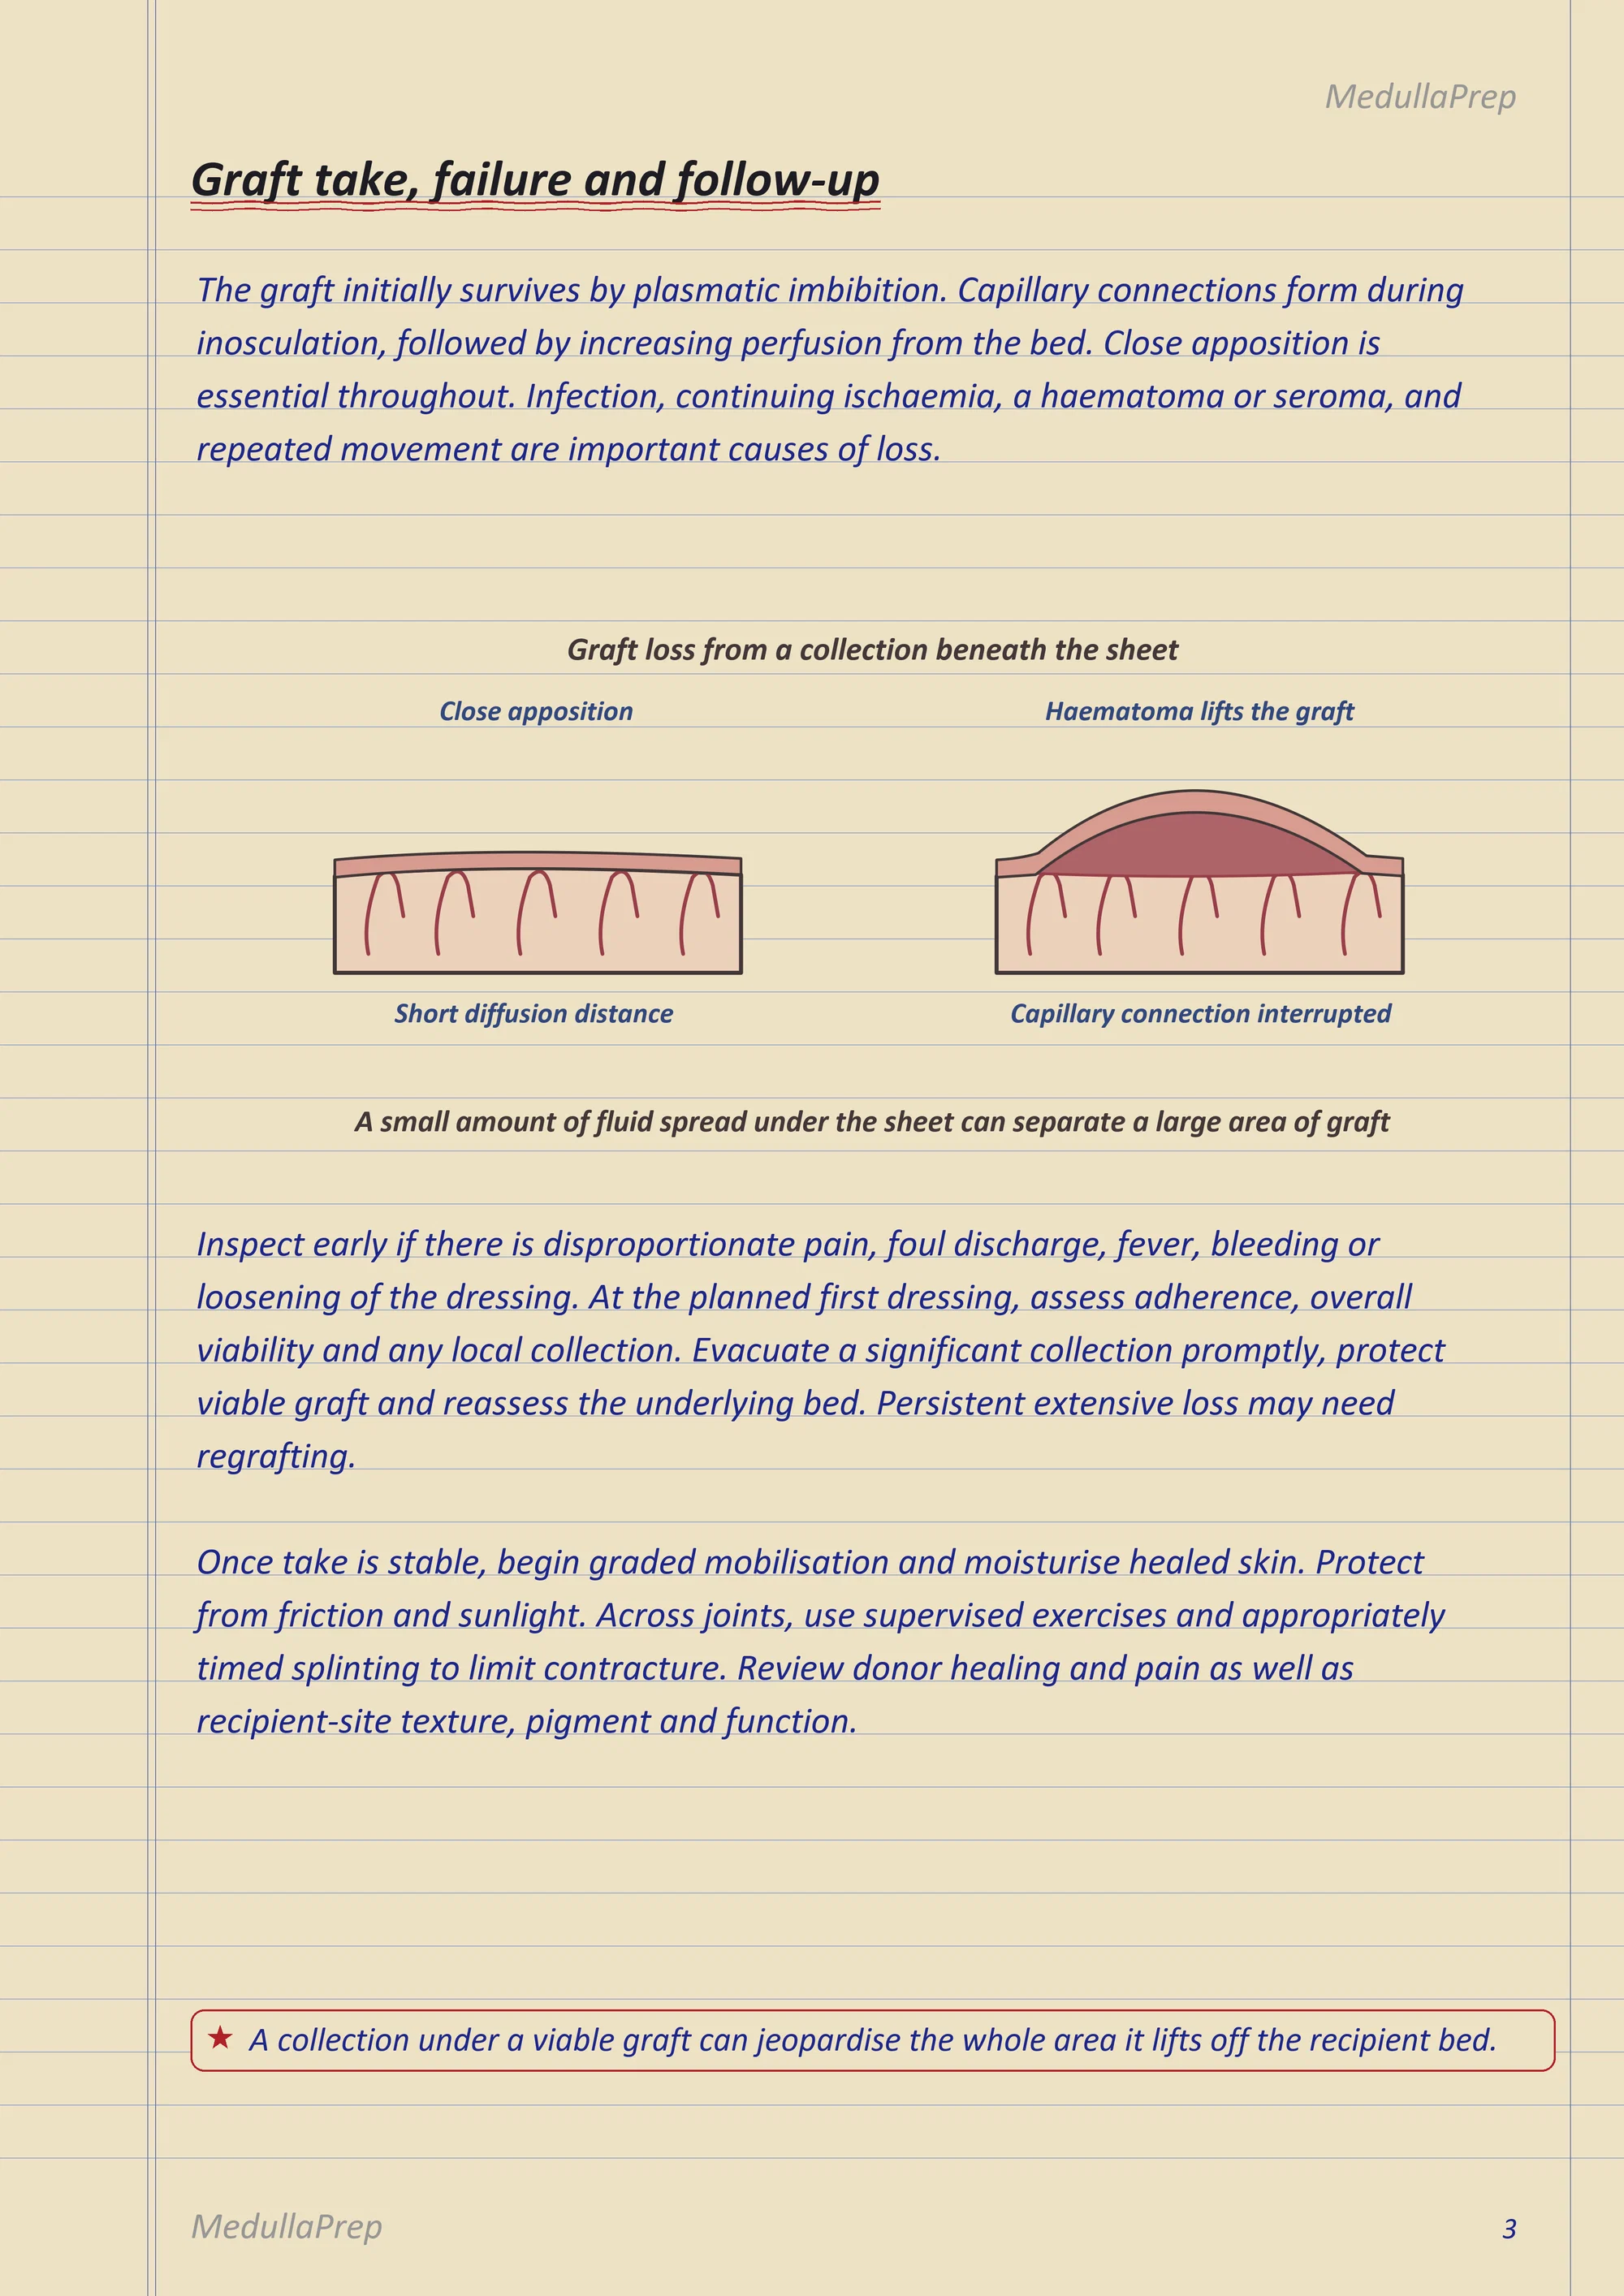 MedullaPrep
Graft take, failure and follow-up
The graft initially survives by plasmatic imbibition. Capillary connections form during
inosculation, followed by increasing perfusion from the bed. Close apposition is
essential throughout. Infection, continuing ischaemia, a haematoma or seroma, and
repeated movement are important causes of loss.
Graft loss from a collection beneath the sheet
Close apposition
Haematoma lifts the graft
Short diffusion distance
Capillary connection interrupted
A small amount of fluid spread under the sheet can separate a large area of graft
Inspect early if there is disproportionate pain, foul discharge, fever, bleeding or
loosening of the dressing. At the planned first dressing, assess adherence, overall
viability and any local collection. Evacuate a significant collection promptly, protect
viable graft and reassess the underlying bed. Persistent extensive loss may need
regrafting.
Once take is stable, begin graded mobilisation and moisturise healed skin. Protect
from friction and sunlight. Across joints, use supervised exercises and appropriately
timed splinting to limit contracture. Review donor healing and pain as well as
recipient-site texture, pigment and function.
★ A collection under a viable graft can jeopardise the whole area it lifts off the recipient bed.
MedullaPrep
3